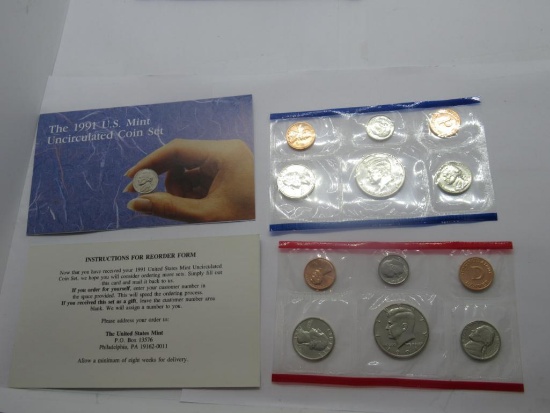 The 1991 U.S. Mint
Uncirculated Coin Set
INSTRUCTIONS FOR REORDER FORM
Now that you have received your 1991 United States Mint Uncirculated
Coin Set, we hope you will consider ordering more sets. Simply fill out
this card and mail it back to us.
If you order for yourself, enter your customer number in
the space provided. This will speed the ordering process.
If you received this set as a gift, leave the customer number area
blank. We will assign a number to you.
Please address your order to:
The United States Mint
P.O. Box 13576
Philadelphia, PA 19162-0011
Allow a minimum of eight weeks for delivery.